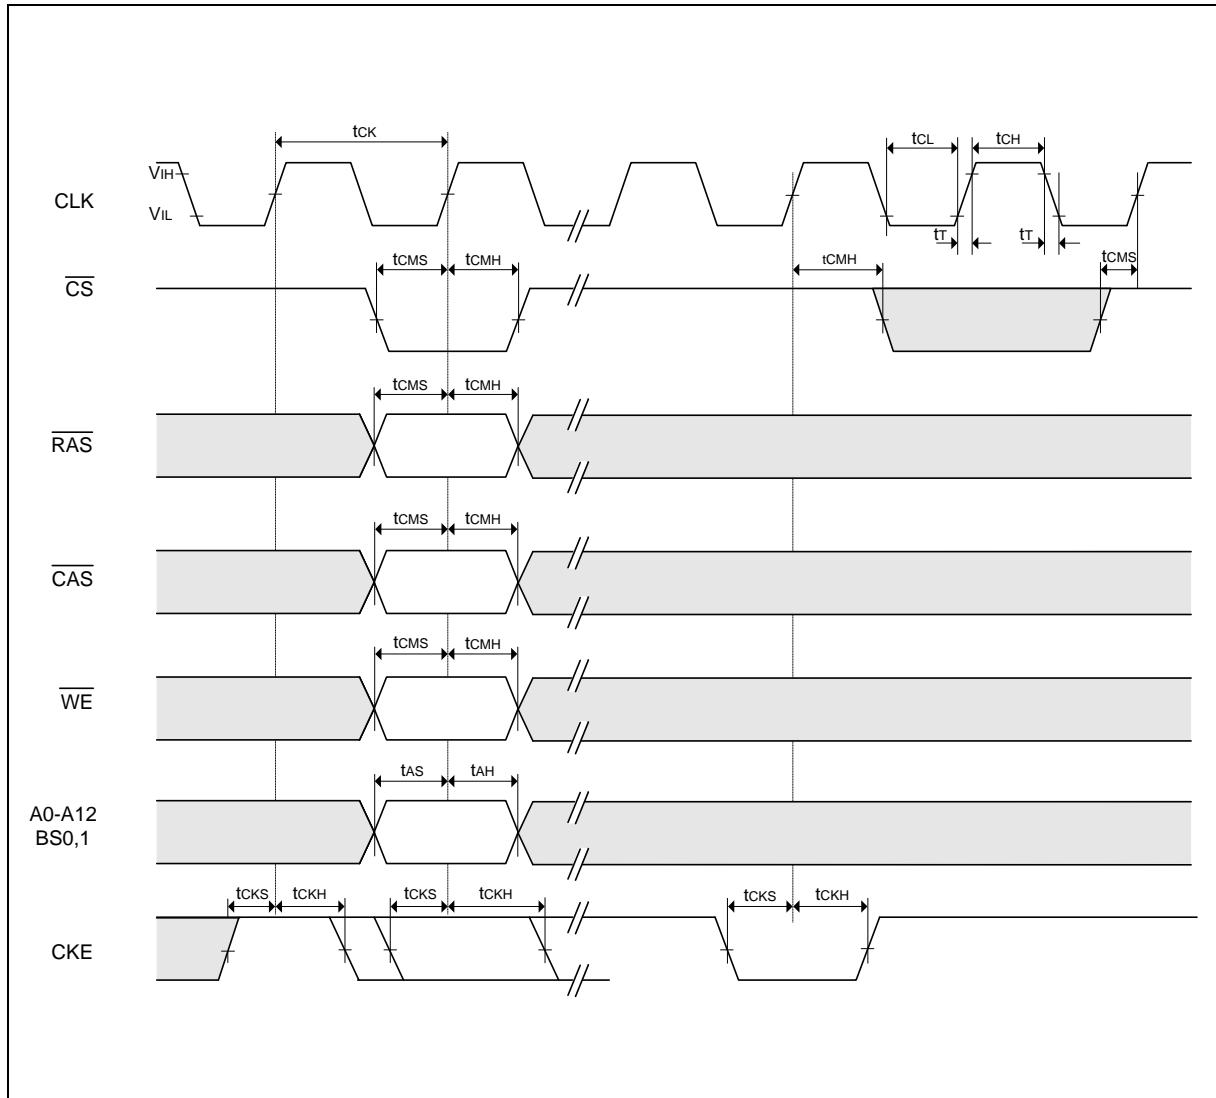 tCK
tCL
tCH
VIH
CLK
VIL
tT
tT
tCMS
tCMH
tCMH
tCMS
CS
tCMS
tCMH
RAS
tCMS
tCMH
CAS
tCMS
tCMH
WE
tAS
tAH
A0-A12
BS0,1
tCKS
tCKH
tCKS
tCKH
tCKS
tCKH
CKE